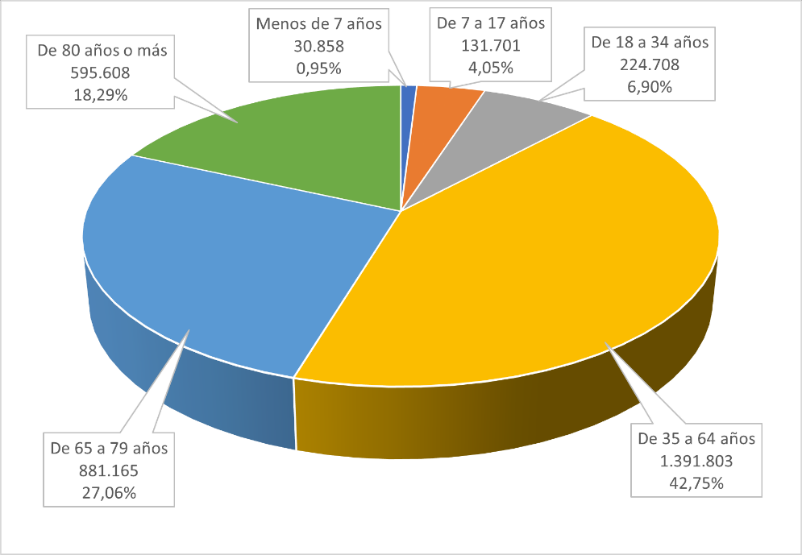 Menos de 7 años
30.858
0,95%
De 7 a 17 años
131.701
4,05%
De 18 a 34 años
224.708
6,90%
De 80 años o más
595.608
18,29%
De 65 a 79 años
881.165
27,06%
De 35 a 64 años
1.391.803
42,75%